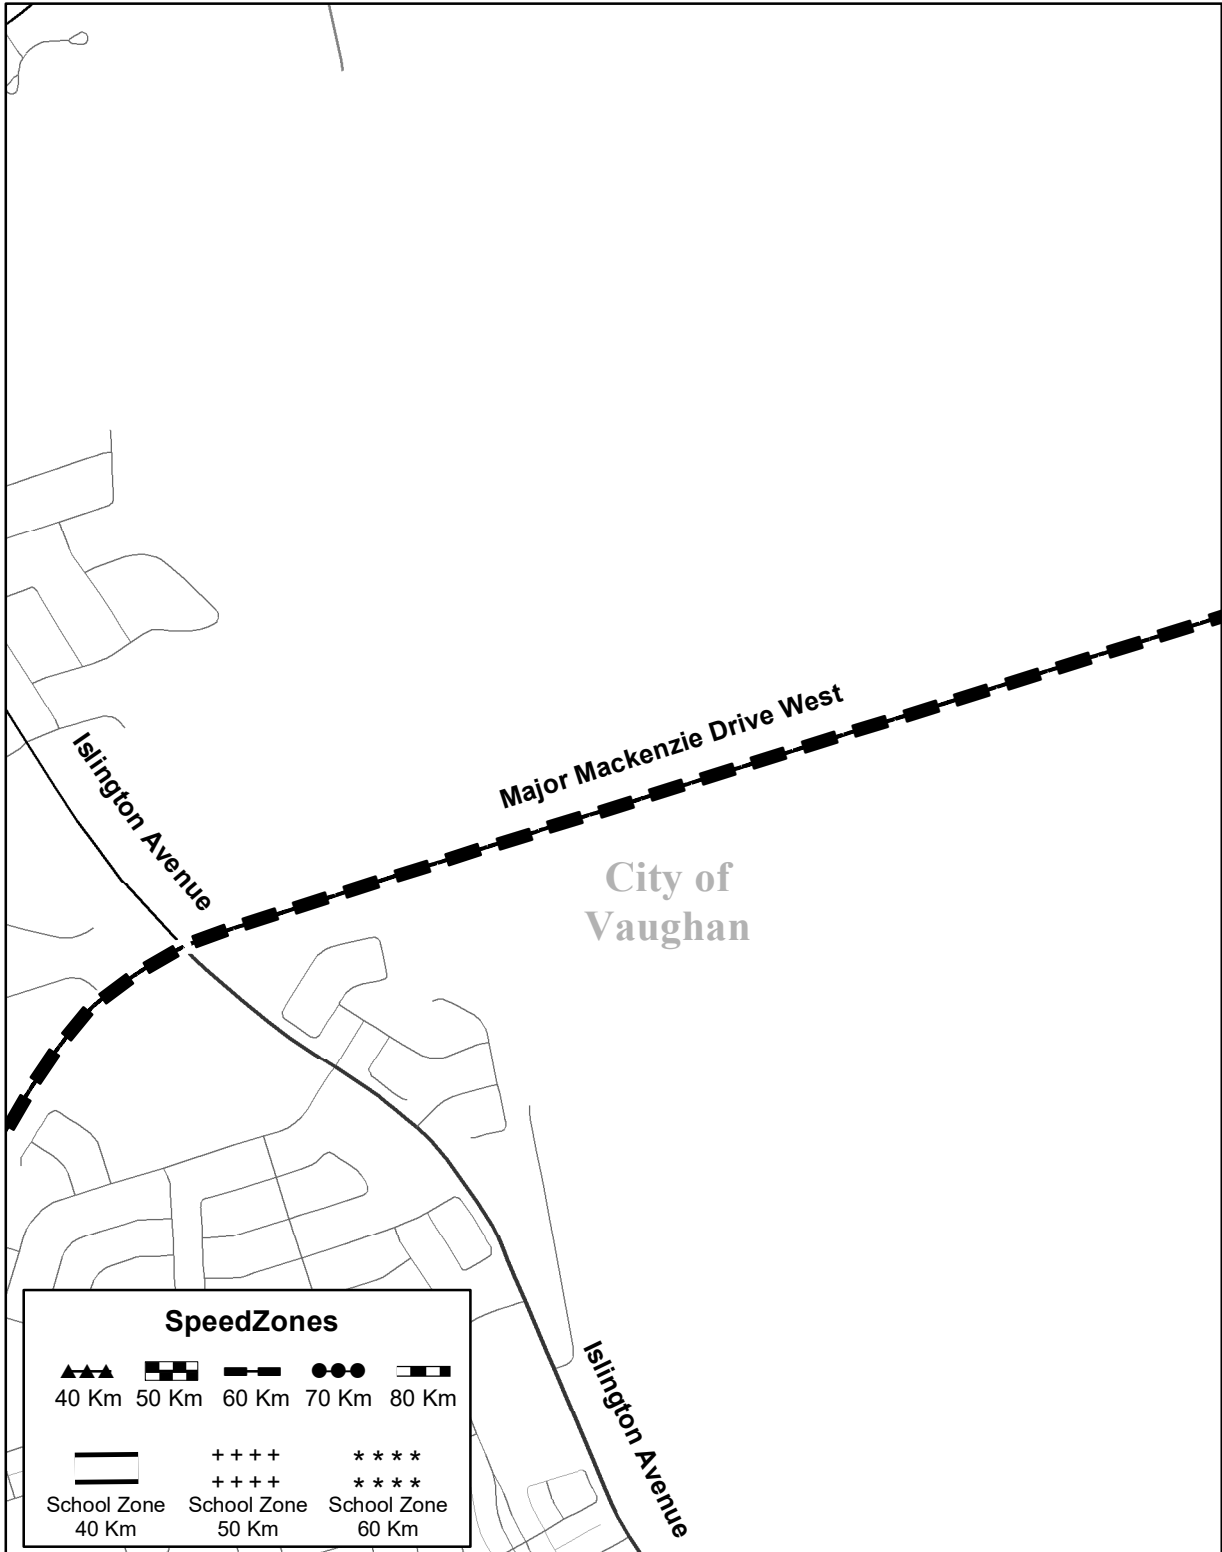 Islington Avenue
Major Mackenzie Drive West
City of
Vaughan
Islington Avenue
SpeedZones
40 Km 50 Km 60 Km 70 Km 80 Km
School Zone School Zone School Zone
40 Km 50 Km 60 Km